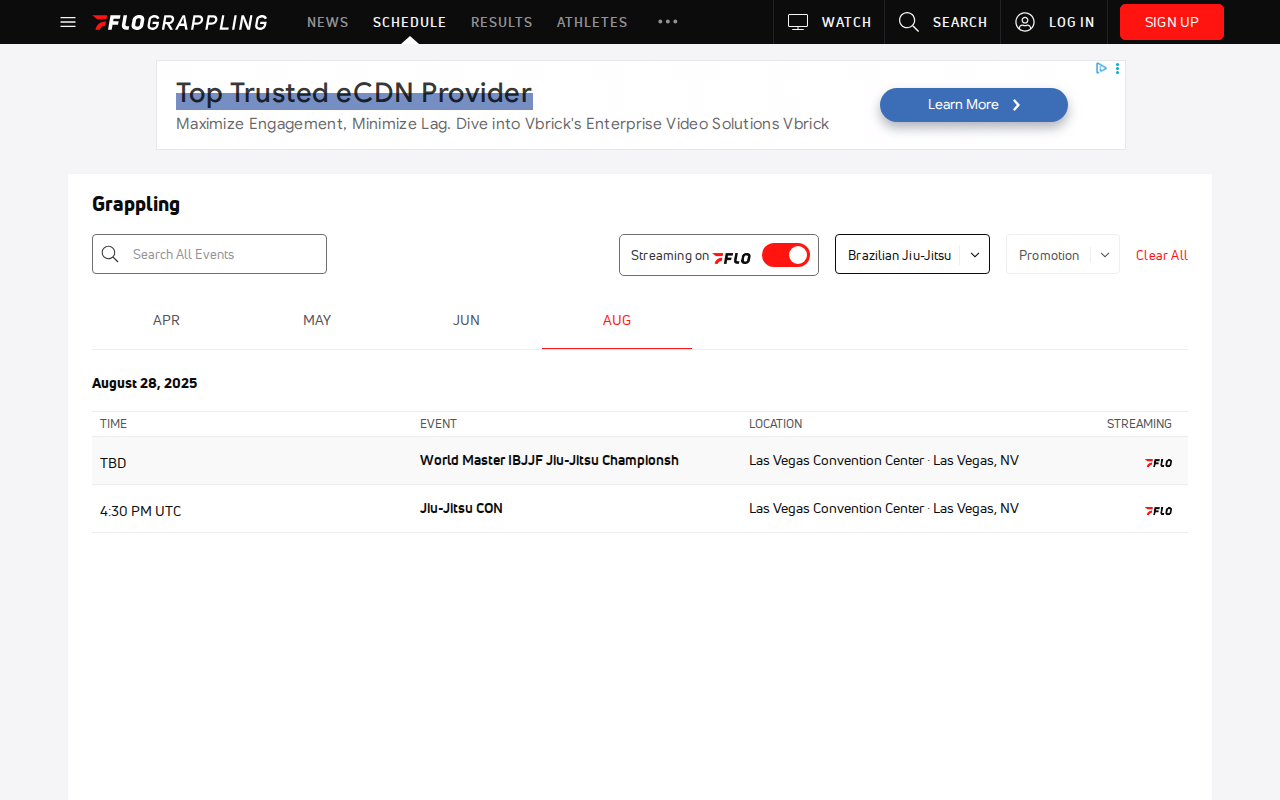 FLOGRAPPLING NEWS SCHEDULE RESULTS ATHLETES WATCH SEARCH LOG IN SIGN UP
Top Trusted eCDN Provider
Maximize Engagement, Minimize Lag. Dive into Vbrick's Enterprise Video Solutions Vbrick
Learn More
Grappling
Search All Events
Streaming on FLO
Brazilian Jiu-Jitsu
Promotion
Clear All
APR MAY JUN AUG
August 28, 2025
TIME EVENT LOCATION STREAMING
TBD World Master IBJJF Jiu-Jitsu Championsh Las Vegas Convention Center · Las Vegas, NV FLO
4:30 PM UTC Jiu-Jitsu CON Las Vegas Convention Center · Las Vegas, NV FLO